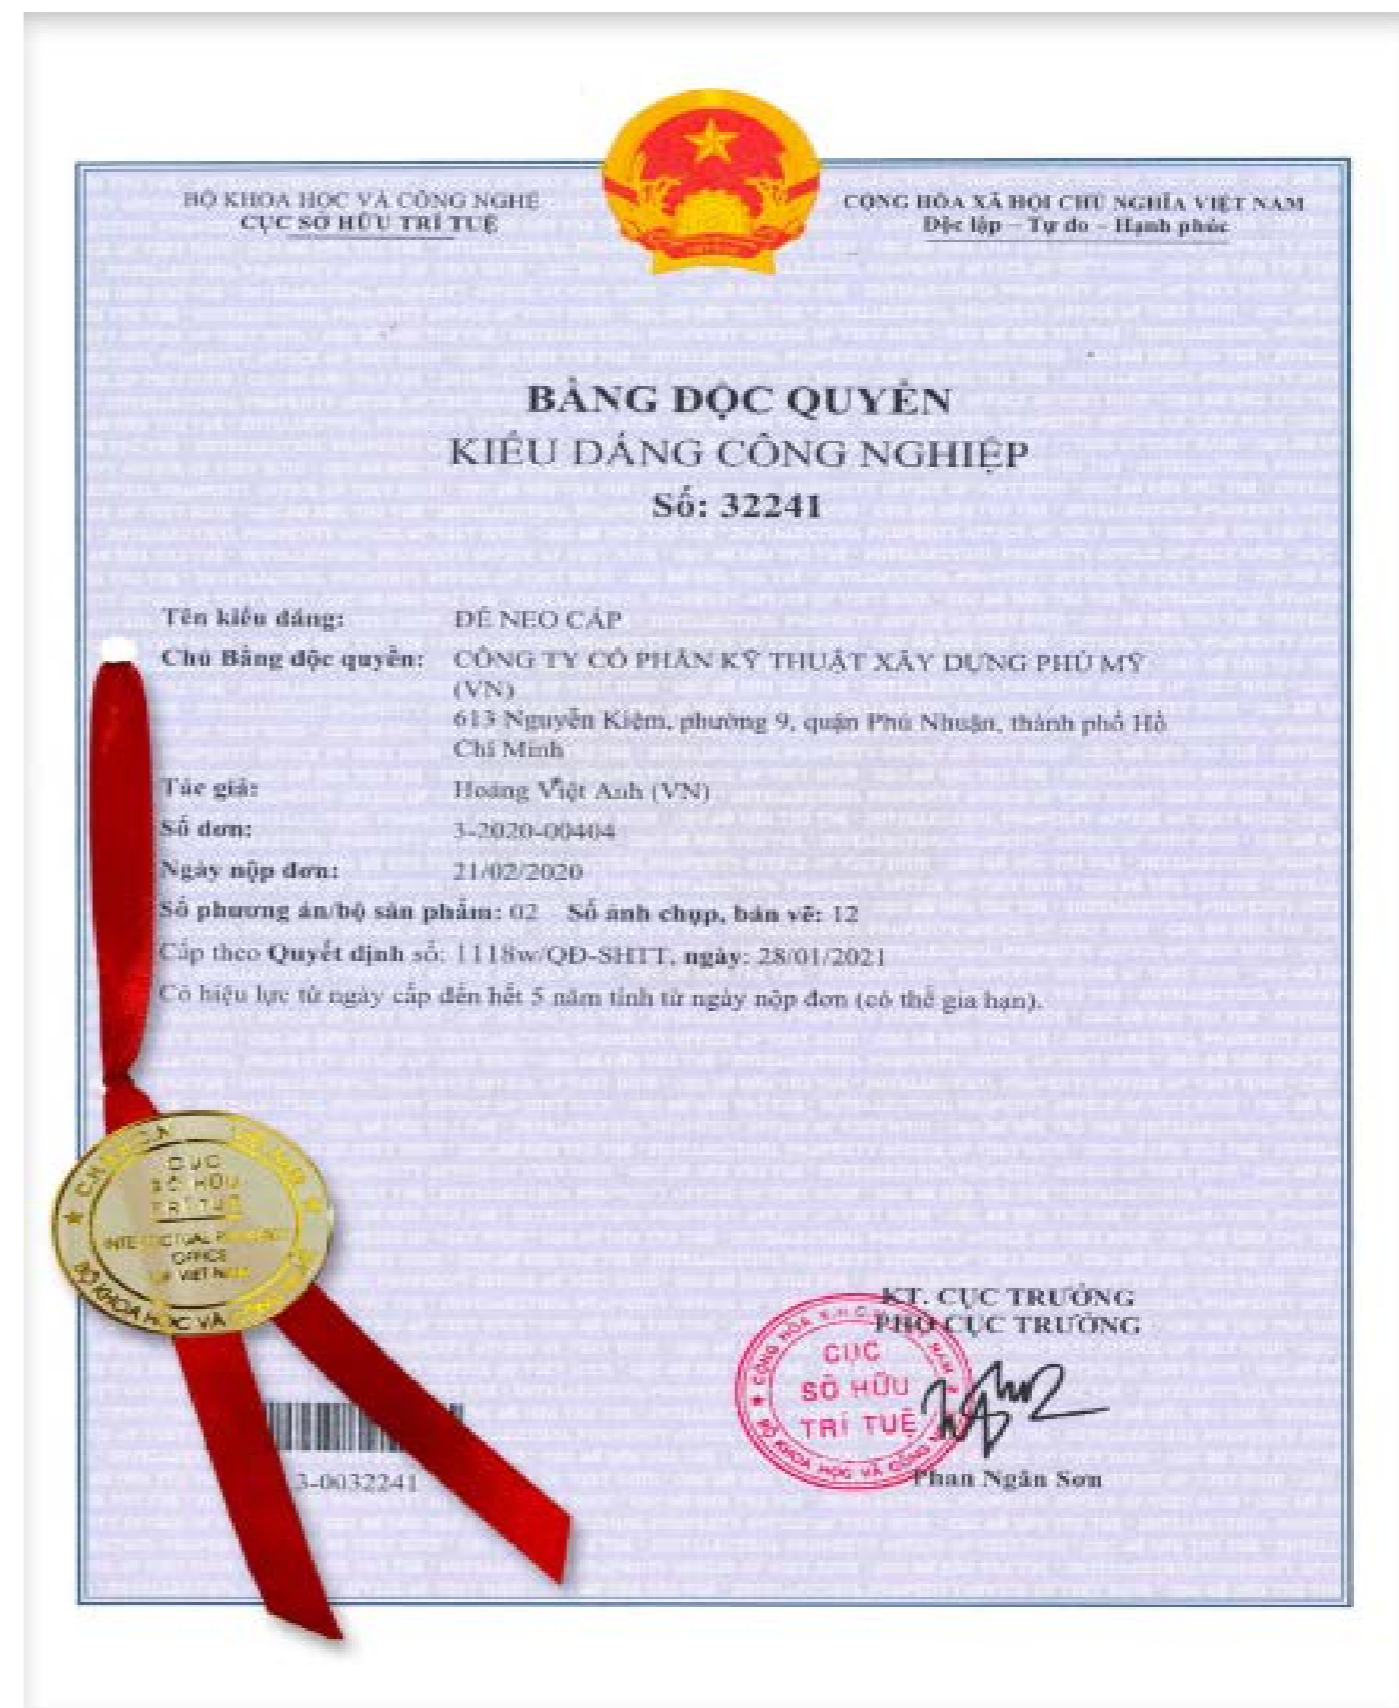 BỘ KHOA HỌC VÀ CÔNG NGHỆ
CỤC SỞ HỮU TRÍ TUỆ
CỘNG HÒA XÃ HỘI CHỦ NGHĨA VIỆT NAM
Độc lập – Tự do – Hạnh phúc
BẰNG ĐỘC QUYỀN
KIỂU DÁNG CÔNG NGHIỆP
Số: 32241
Tên kiểu dáng: ĐẾ NEO CÁP
Chủ Bằng độc quyền: CÔNG TY CỔ PHẦN KỸ THUẬT XÂY DỰNG PHÚ MỸ
(VN)
613 Nguyễn Kiệm, phường 9, quận Phú Nhuận, thành phố Hồ
Chí Minh
Tác giả: Hoàng Việt Anh (VN)
Số đơn: 3-2020-00404
Ngày nộp đơn: 21/02/2020
Số phương án/bộ sản phẩm: 02 Số ảnh chụp, bản vẽ: 12
Cấp theo Quyết định số: 1118w/QĐ-SHTT, ngày: 28/01/2021
Có hiệu lực từ ngày cấp đến hết 5 năm tính từ ngày nộp đơn (có thể gia hạn).
CỤC
SỞ HỮU
TRÍ TUỆ
OFFICE
OF VIET NAM
BỘ KHOA HỌC VÀ
KT. CỤC TRƯỞNG
PHÓ CỤC TRƯỞNG
CỤC
SỞ HỮU
TRÍ TUỆ
Phan Ngân Sơn
3-0032241